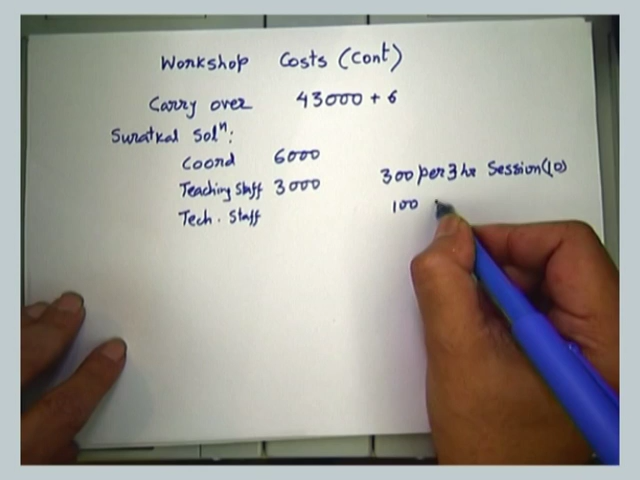 Workshop Costs (Cont)
Carry over 43000 + 6
Suratkal Solⁿ:
Coord 6000
Teaching Staff 3000 300 per 3 hr Session (10)
Tech. Staff 100